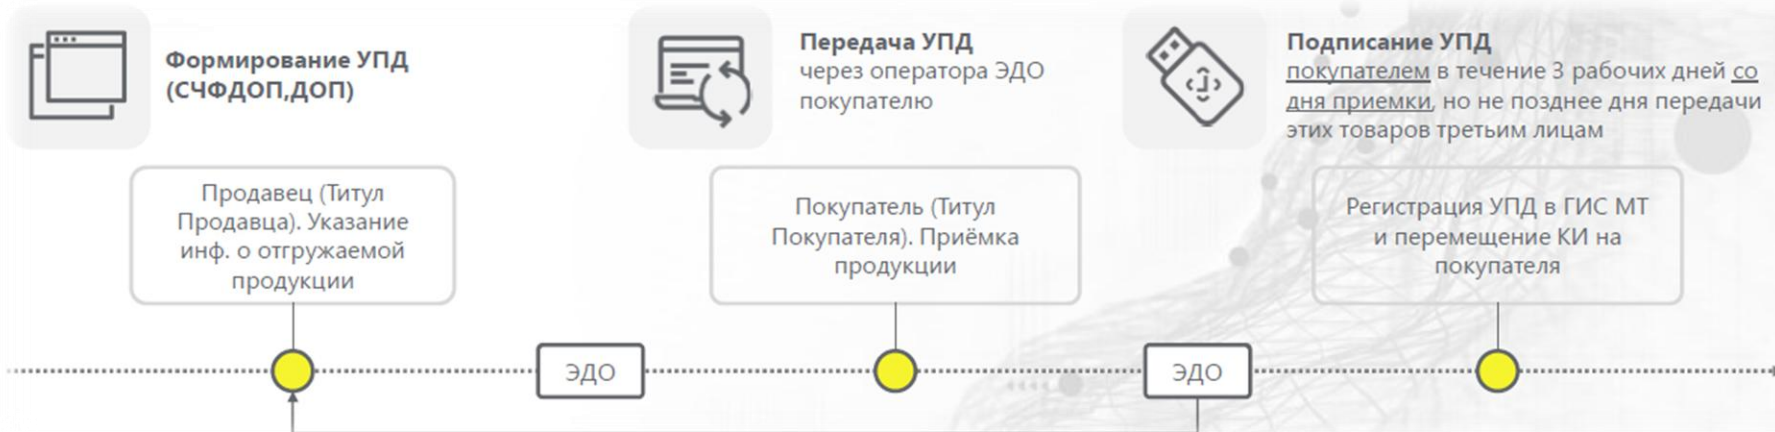 Формирование УПД
(СЧФДОП,ДОП)
Передача УПД
через оператора ЭДО
покупателю
Подписание УПД
покупателем в течение 3 рабочих дней со
дня приемки, но не позднее дня передачи
этих товаров третьим лицам
Продавец (Титул
Продавца). Указание
инф. о отгружаемой
продукции
Покупатель (Титул
Покупателя). Приёмка
продукции
Регистрация УПД в ГИС МТ
и перемещение КИ на
покупателя
ЭДО
ЭДО